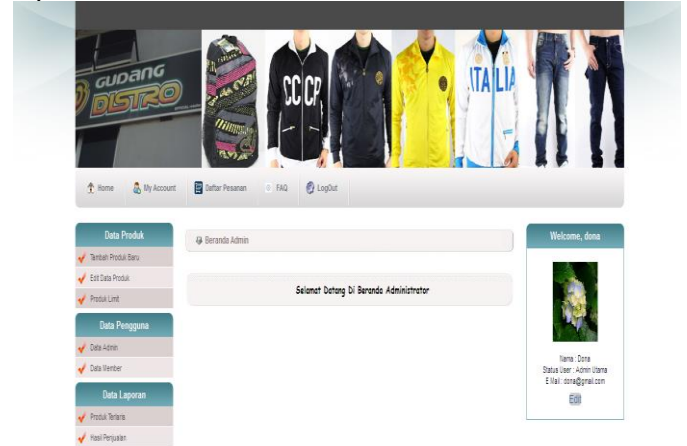 GUDANG
DISTRO
CCCP
ITALIA
Home
My Account
Daftar Pesanan
FAQ
LogOut
Data Produk
Tambah Produk Baru
Edit Data Produk
Produk Limit
Data Pengguna
Data Admin
Data Member
Data Laporan
Produk Terlaris
Hasil Penjualan
Beranda Admin
Selamat Datang Di Beranda Administrator
Welcome, dona
Nama : Dona
Status User : Admin Utama
E Mail : dona@gmail.com
Edit